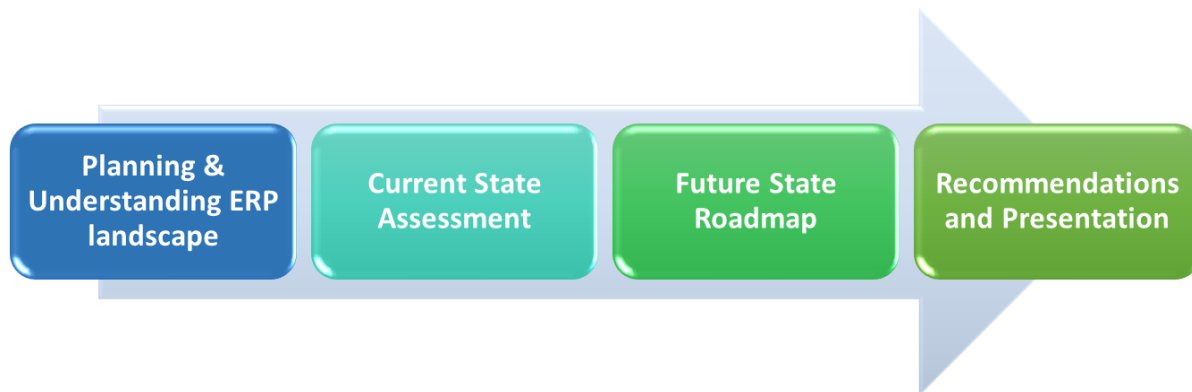 Planning &
Understanding ERP
landscape
Current State
Assessment
Future State
Roadmap
Recommendations
and Presentation